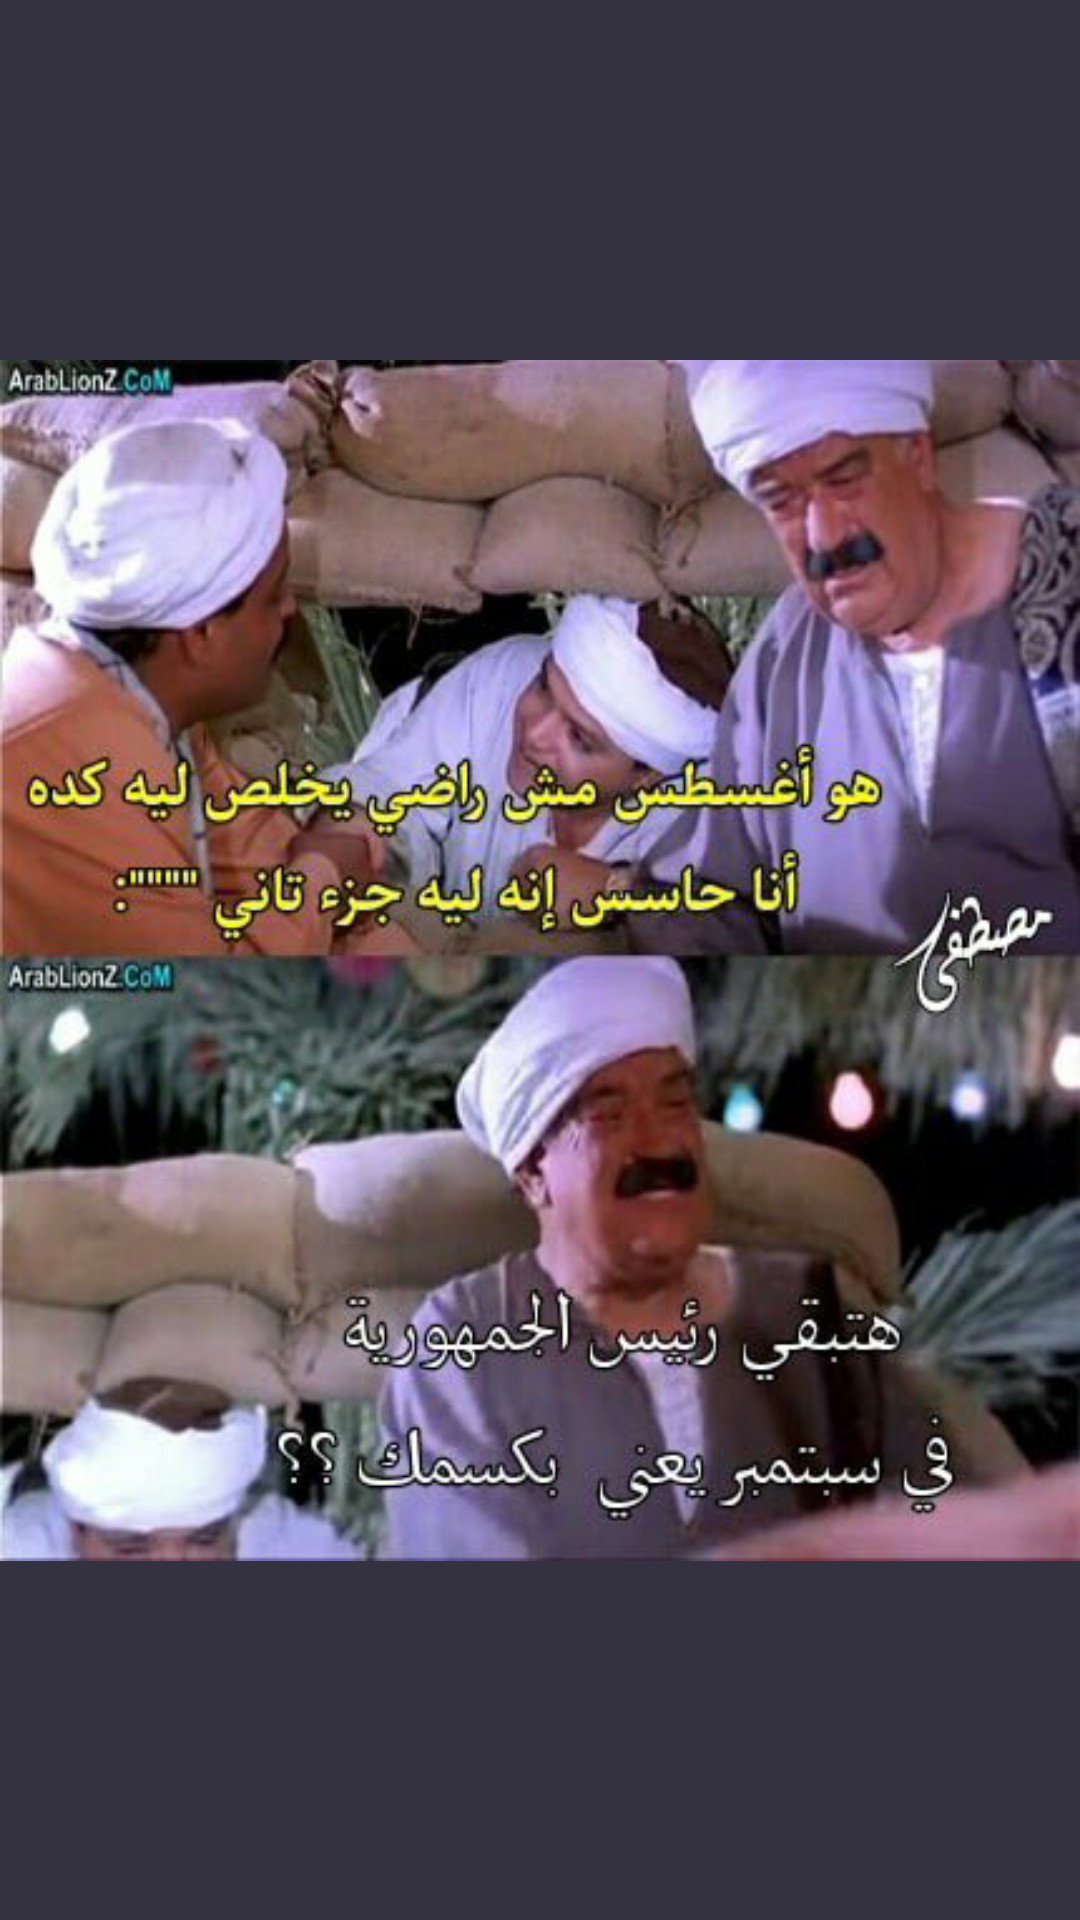 ArabLionZ.CoM
هو أغسطس مش راضي يخلص ليه كده
أنا حاسس إنه ليه جزء تاني """"":
مصطفى
ArabLionZ.CoM
هتبقي رئيس الجمهورية
في سبتمبر يعني بكسمك ؟؟